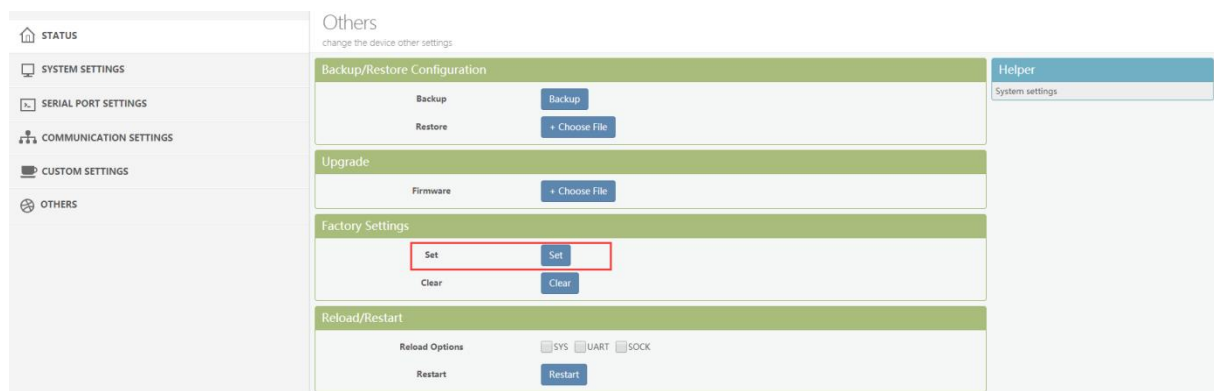 STATUS
SYSTEM SETTINGS
SERIAL PORT SETTINGS
COMMUNICATION SETTINGS
CUSTOM SETTINGS
OTHERS
Others
change the device other settings
Backup/Restore Configuration
Backup Backup
Restore + Choose File
Upgrade
Firmware + Choose File
Factory Settings
Set Set
Clear Clear
Reload/Restart
Reload Options SYS UART SOCK
Restart Restart
Helper
System settings